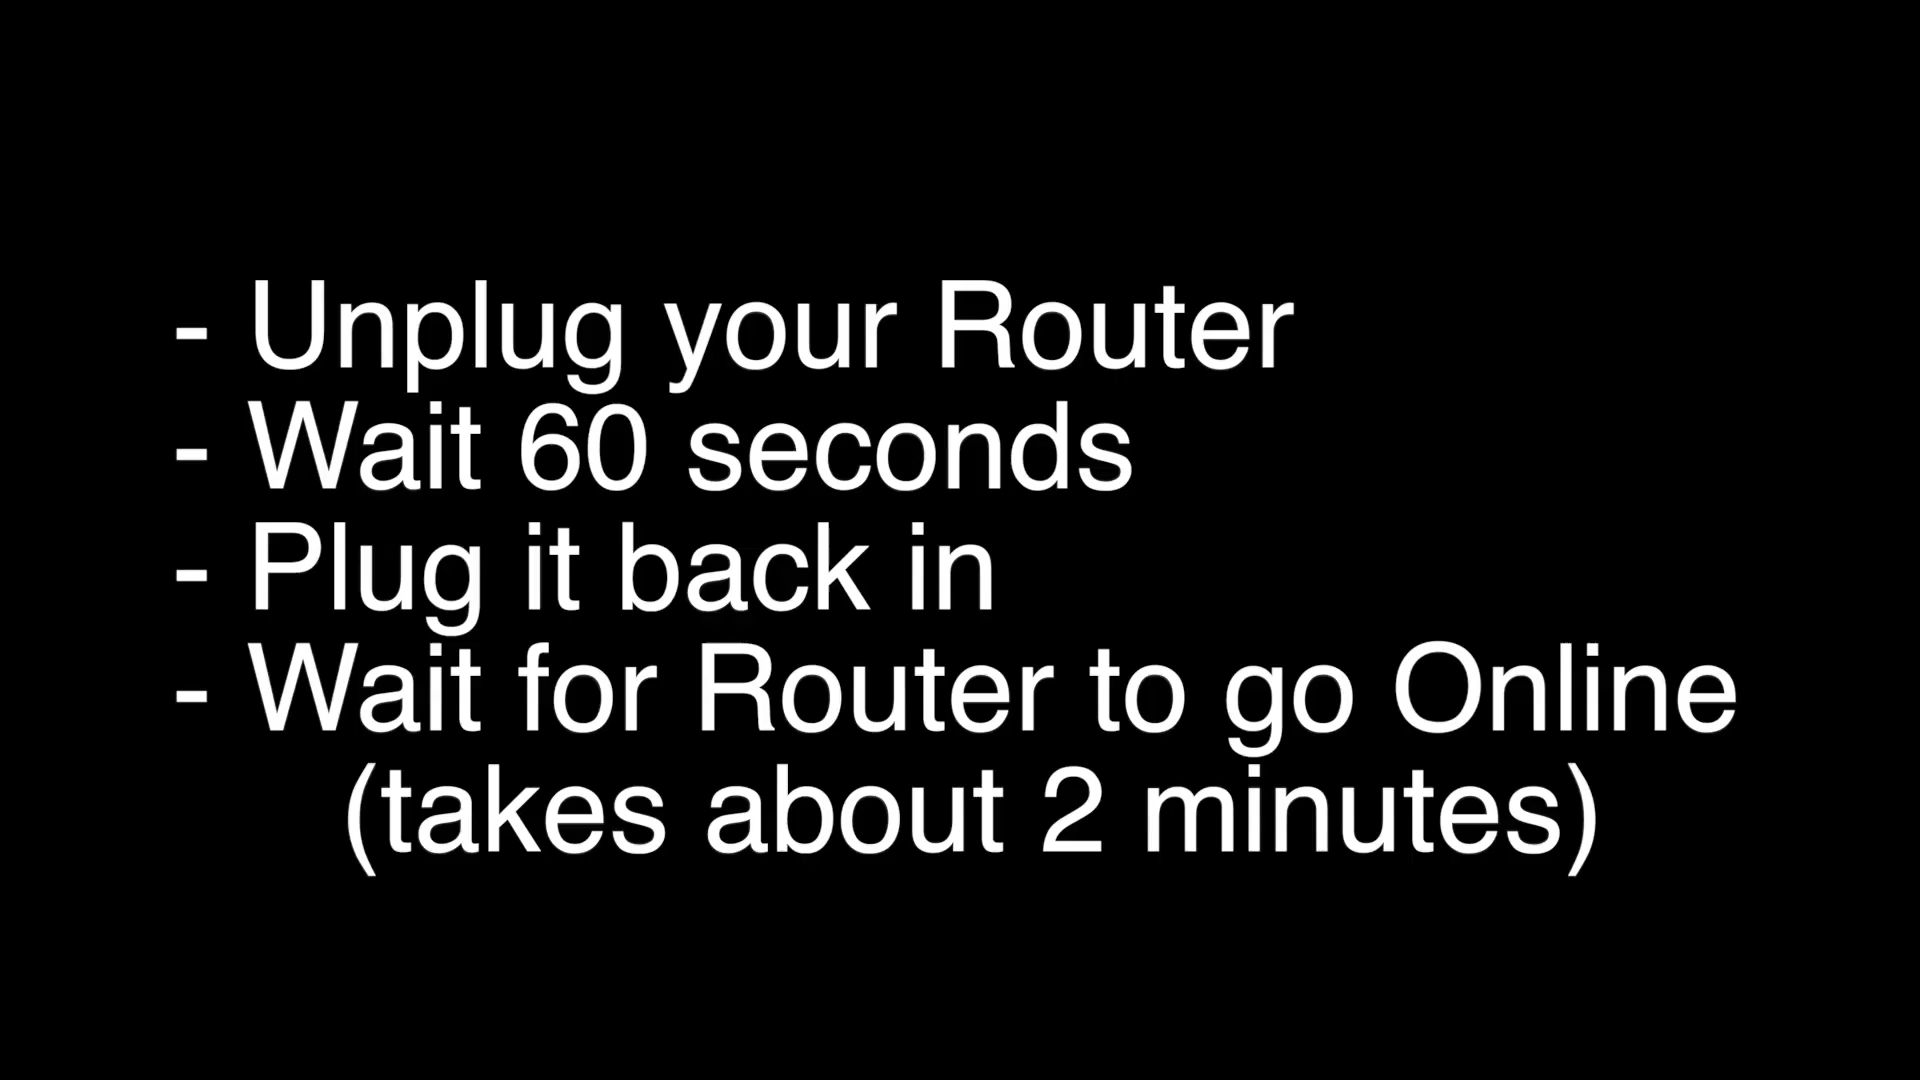 - Unplug your Router
- Wait 60 seconds
- Plug it back in
- Wait for Router to go Online
(takes about 2 minutes)